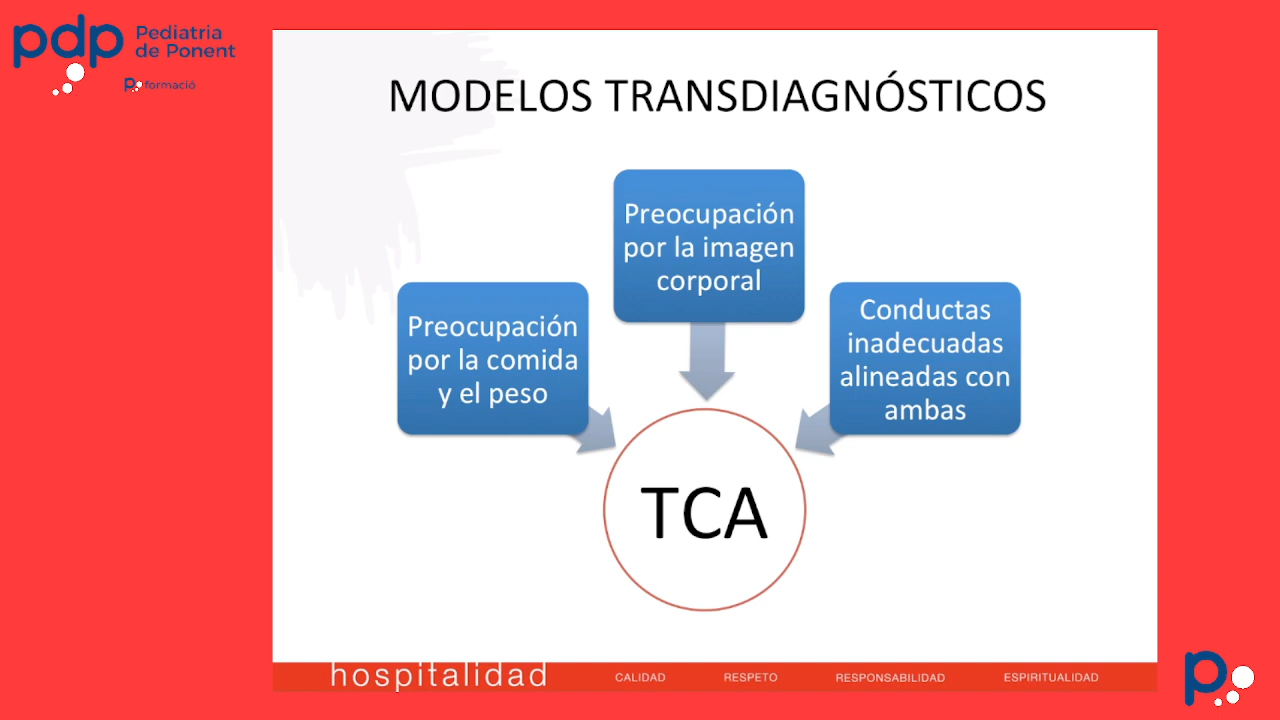 pdp Pediatria
de Ponent
formació
MODELOS TRANSDIAGNÓSTICOS
Preocupación
por la imagen
corporal
Preocupación
por la comida
y el peso
Conductas
inadecuadas
alineadas con
ambas
TCA
hospitalidad CALIDAD RESPETO RESPONSABILIDAD ESPIRITUALIDAD
p